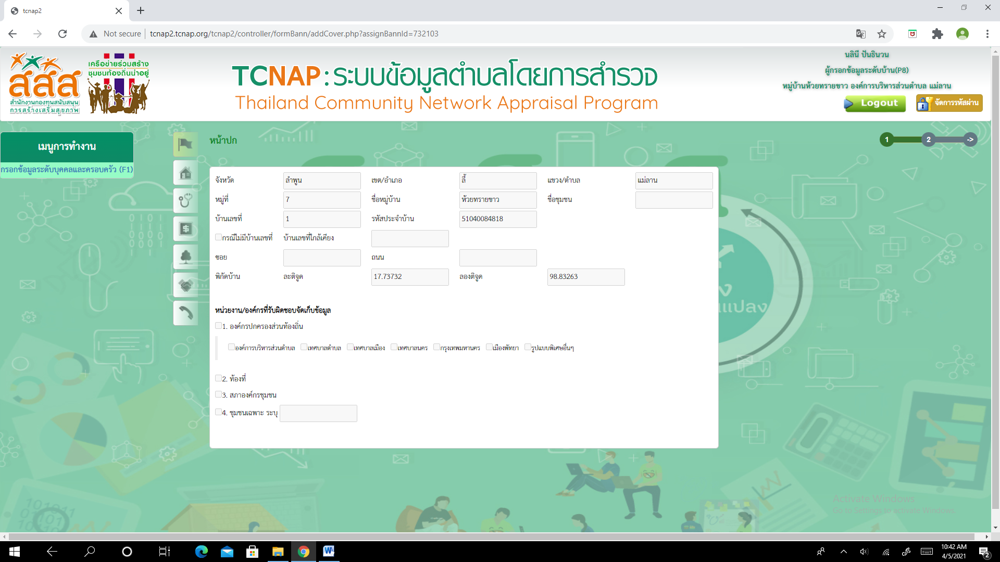 tcnap2
Not secure | tcnap2.tcnap.org/tcnap2/controller/formBann/addCover.php?assignBannId=732103
สสส
สำนักงานกองทุนสนับสนุน
การสร้างเสริมสุขภาพ
เครือข่ายร่วมสร้าง
ชุมชนท้องถิ่นน่าอยู่
TCNAP : ระบบข้อมูลตำบลโดยการสำรวจ
Thailand Community Network Appraisal Program
นลินี ปันธินวน
ผู้กรอกข้อมูลระดับบ้าน(P8)
หมู่บ้านห้วยทรายขาว องค์การบริหารส่วนตำบล แม่ลาน
Logout จัดการรหัสผ่าน
เมนูการทำงาน
กรอกข้อมูลระดับบุคคลและครอบครัว (F1)
หน้าปก
1 2 ->
จังหวัด ลำพูน เขต/อำเภอ ลี้ แขวง/ตำบล แม่ลาน
หมู่ที่ 7 ชื่อหมู่บ้าน ห้วยทรายขาว ชื่อชุมชน
บ้านเลขที่ 1 รหัสประจำบ้าน 51040084818
กรณีไม่มีบ้านเลขที่ บ้านเลขที่ใกล้เคียง
ซอย ถนน
พิกัดบ้าน ละติจูด 17.73732 ลองติจูด 98.83263
หน่วยงาน/องค์กรที่รับผิดชอบจัดเก็บข้อมูล
1. องค์กรปกครองส่วนท้องถิ่น
องค์การบริหารส่วนตำบล เทศบาลตำบล เทศบาลเมือง เทศบาลนคร กรุงเทพมหานคร เมืองพัทยา รูปแบบพิเศษอื่นๆ
2. ท้องที่
3. สภาองค์กรชุมชน
4. ชุมชนเฉพาะ ระบุ
Activate Windows
Go to Settings to activate Windows.
10:42 AM
4/5/2021
2